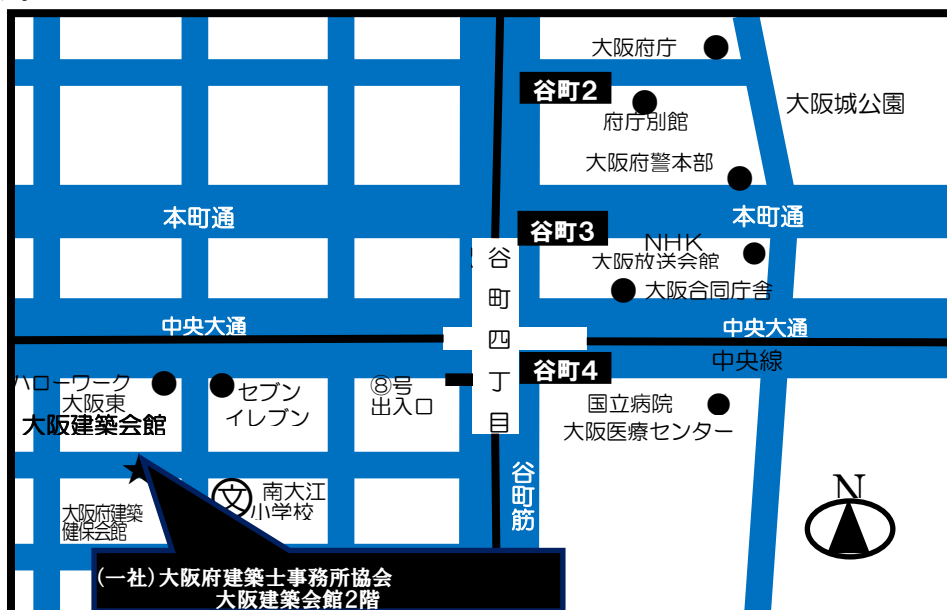 大阪府庁
谷町2
府庁別館
大阪城公園
大阪府警本部
本町通
本町通
谷町3
NHK
大阪放送会館
大阪合同庁舎
谷町四丁目
中央大通
中央大通
中央線
谷町4
ハローワーク
大阪東
大阪建築会館
セブン
イレブン
⑧号
出入口
国立病院
大阪医療センター
谷町筋
文
南大江
小学校
大阪府建築
健保会館
N
(一社)大阪府建築士事務所協会
大阪建築会館2階